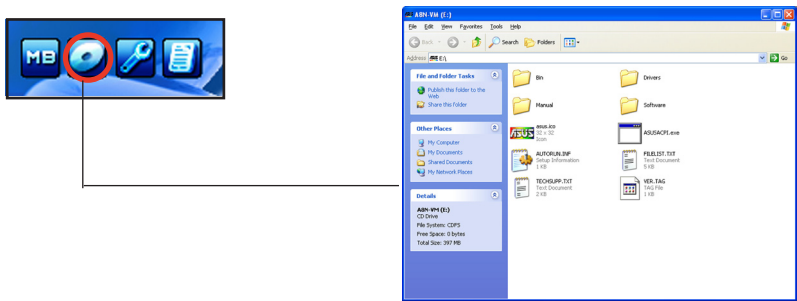 MB
A8N-VM (E:)
File Edit View Favorites Tools Help
Back Search Folders
Address E:\ Go
File and Folder Tasks
Publish this folder to the
Web
Share this folder
Other Places
My Computer
My Documents
Shared Documents
My Network Places
Details
A8N-VM (E:)
CD Drive
File System: CDFS
Free Space: 0 bytes
Total Size: 397 MB
Bin
Drivers
Manual
Software
ASUS
asus.ico
32 x 32
Icon
ASUSACPI.exe
AUTORUN.INF
Setup Information
1 KB
FILELIST.TXT
Text Document
5 KB
TECHSUPP.TXT
Text Document
2 KB
VER.TAG
TAG File
1 KB